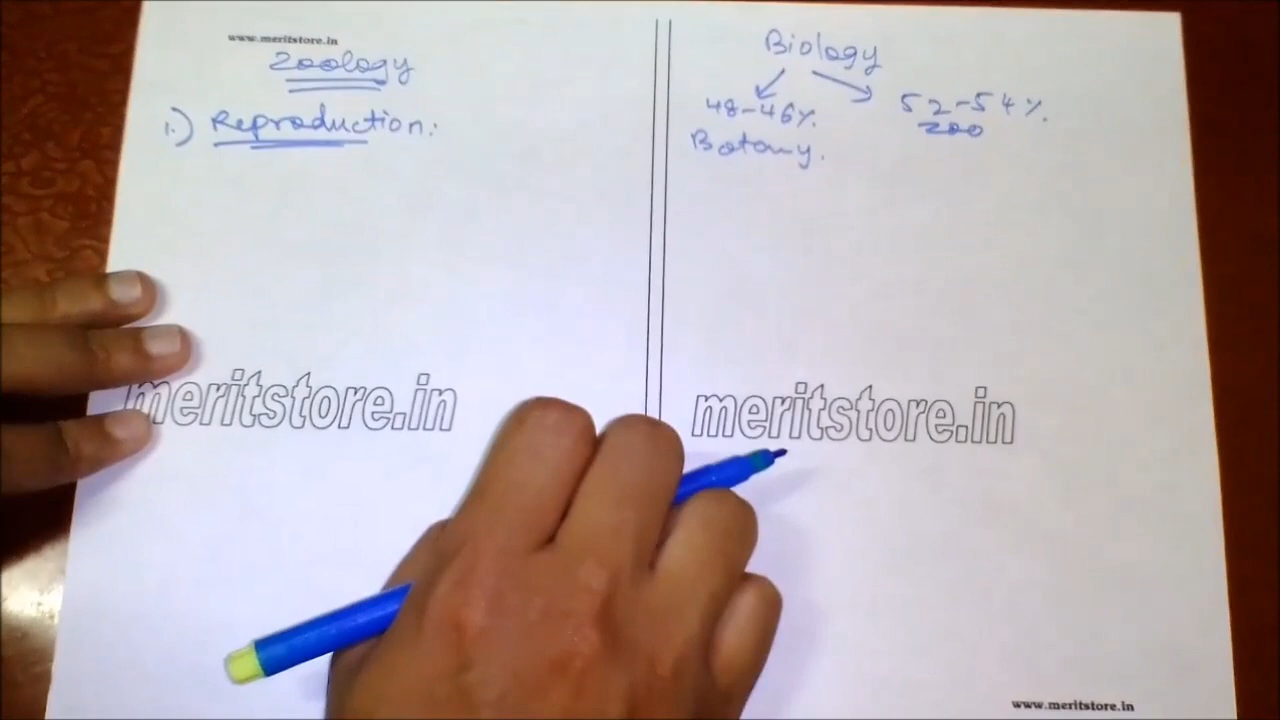 www.meritstore.in
Zoology
1.) Reproduction:
meritstore.in
Biology
48-46%. 52-54%.
Botany. Zoo
meritstore.in
www.meritstore.in